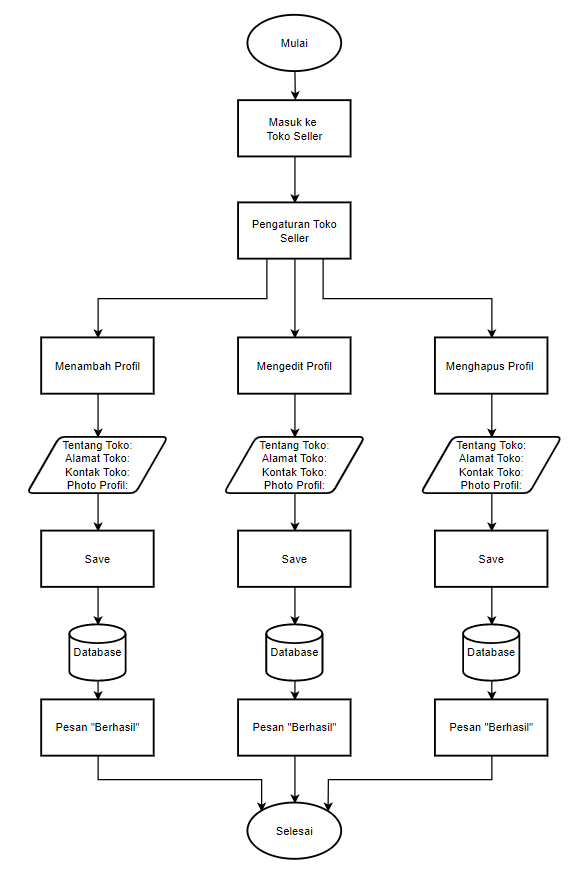 Mulai
Masuk ke
Toko Seller
Pengaturan Toko
Seller
Menambah Profil
Mengedit Profil
Menghapus Profil
Tentang Toko:
Alamat Toko:
Kontak Toko:
Photo Profil:
Tentang Toko:
Alamat Toko:
Kontak Toko:
Photo Profil:
Tentang Toko:
Alamat Toko:
Kontak Toko:
Photo Profil:
Save
Save
Save
Database
Database
Database
Pesan "Berhasil"
Pesan "Berhasil"
Pesan "Berhasil"
Selesai